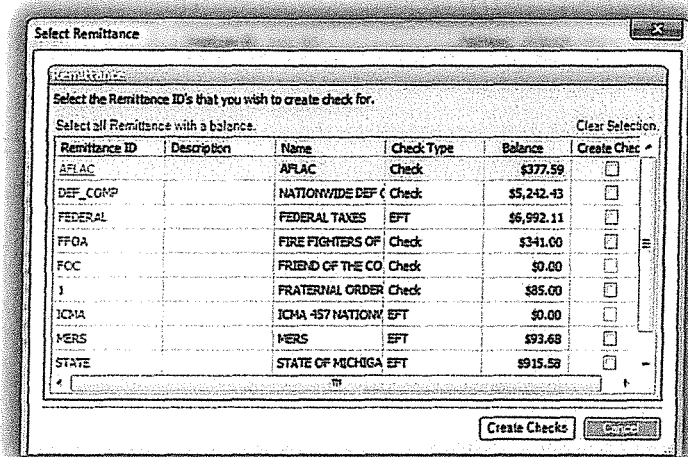 Select Remittance
Remittance
Select the Remittance ID's that you wish to create check for.
Select all Remittance with a balance. Clear Selection.
Remittance ID Description Name Check Type Balance Create Chec
AFLAC AFLAC Check $377.59
DEF_COMP NATIONWIDE DEF C Check $5,242.43
FEDERAL FEDERAL TAXES EFT $6,992.11
FFOA FIRE FIGHTERS OF Check $341.00
FOC FRIEND OF THE CO Check $0.00
1 FRATERNAL ORDER Check $85.00
ICMA ICMA 457 NATIONW EFT $0.00
MERS MERS EFT $93.68
STATE STATE OF MICHIGA EFT $915.58
Create Checks Cancel